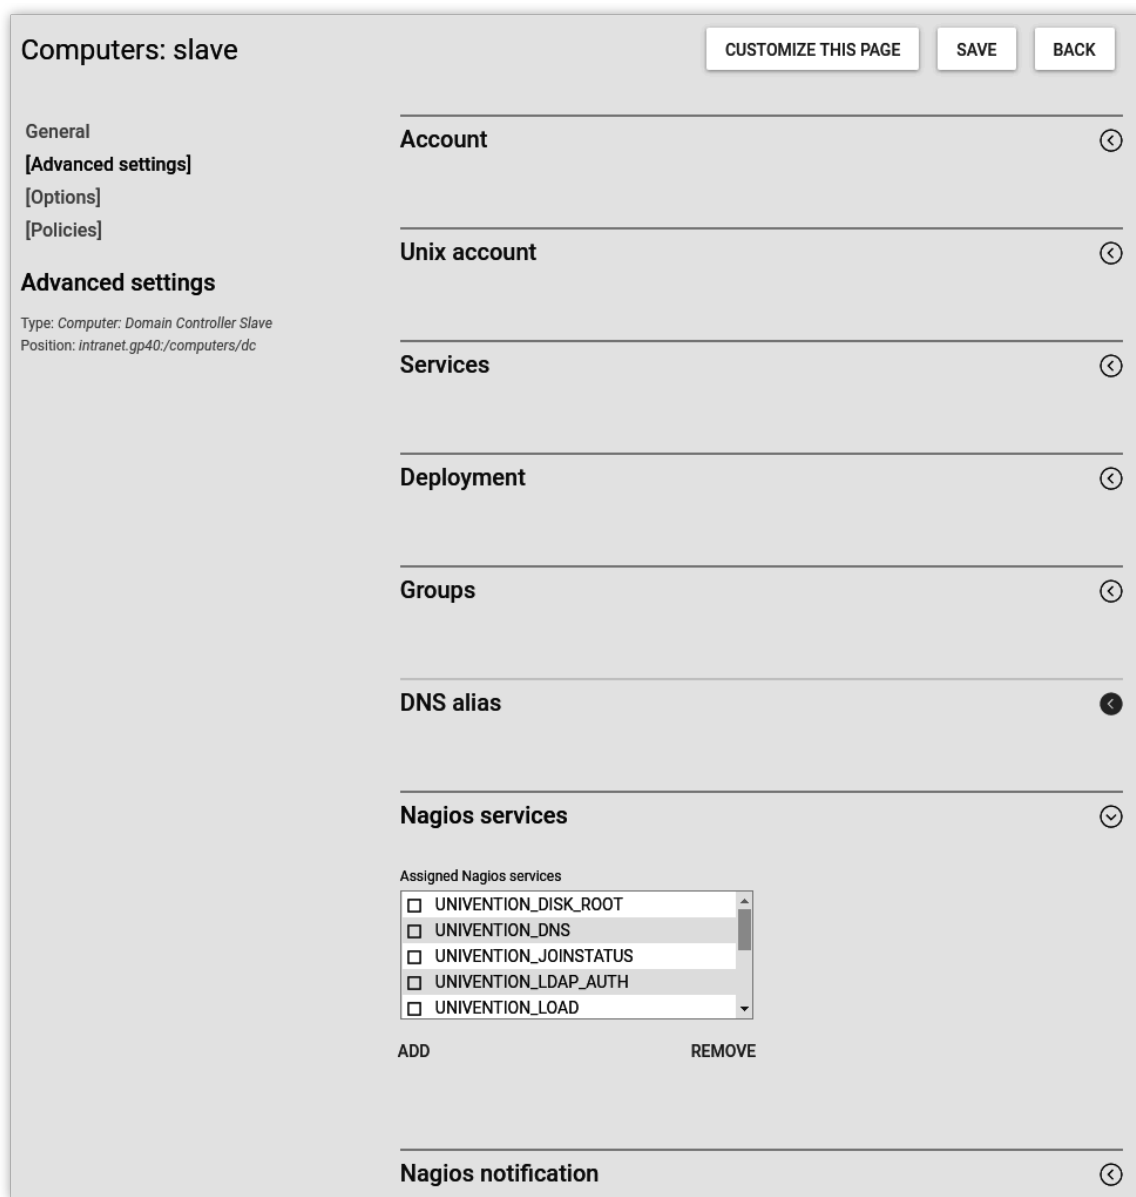 Computers: slave
CUSTOMIZE THIS PAGE
SAVE
BACK
General
[Advanced settings]
[Options]
[Policies]
Advanced settings
Type: Computer: Domain Controller Slave
Position: intranet.gp40:/computers/dc
Account
Unix account
Services
Deployment
Groups
DNS alias
Nagios services
Assigned Nagios services
UNIVENTION_DISK_ROOT
UNIVENTION_DNS
UNIVENTION_JOINSTATUS
UNIVENTION_LDAP_AUTH
UNIVENTION_LOAD
ADD
REMOVE
Nagios notification